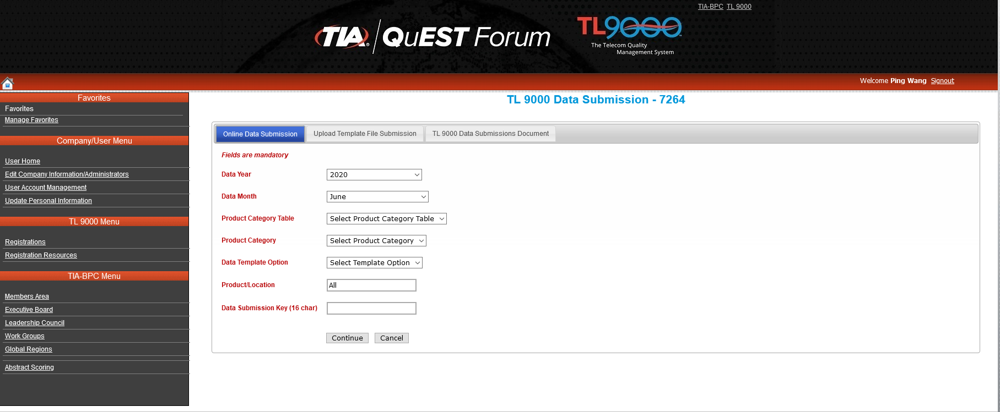 TIA-BPC TL 9000
TIA. QuEST Forum
TL9000
The Telecom Quality
Management System
Welcome Ping Wang Signout
Favorites
Favorites
Manage Favorites
Company/User Menu
User Home
Edit Company Information/Administrators
User Account Management
Update Personal Information
TL 9000 Menu
Registrations
Registration Resources
TIA-BPC Menu
Members Area
Executive Board
Leadership Council
Work Groups
Global Regions
Abstract Scoring
TL 9000 Data Submission - 7264
Online Data Submission Upload Template File Submission TL 9000 Data Submissions Document
Fields are mandatory
Data Year 2020
Data Month June
Product Category Table Select Product Category Table
Product Category Select Product Category
Data Template Option Select Template Option
Product/Location All
Data Submission Key (16 char)
Continue Cancel